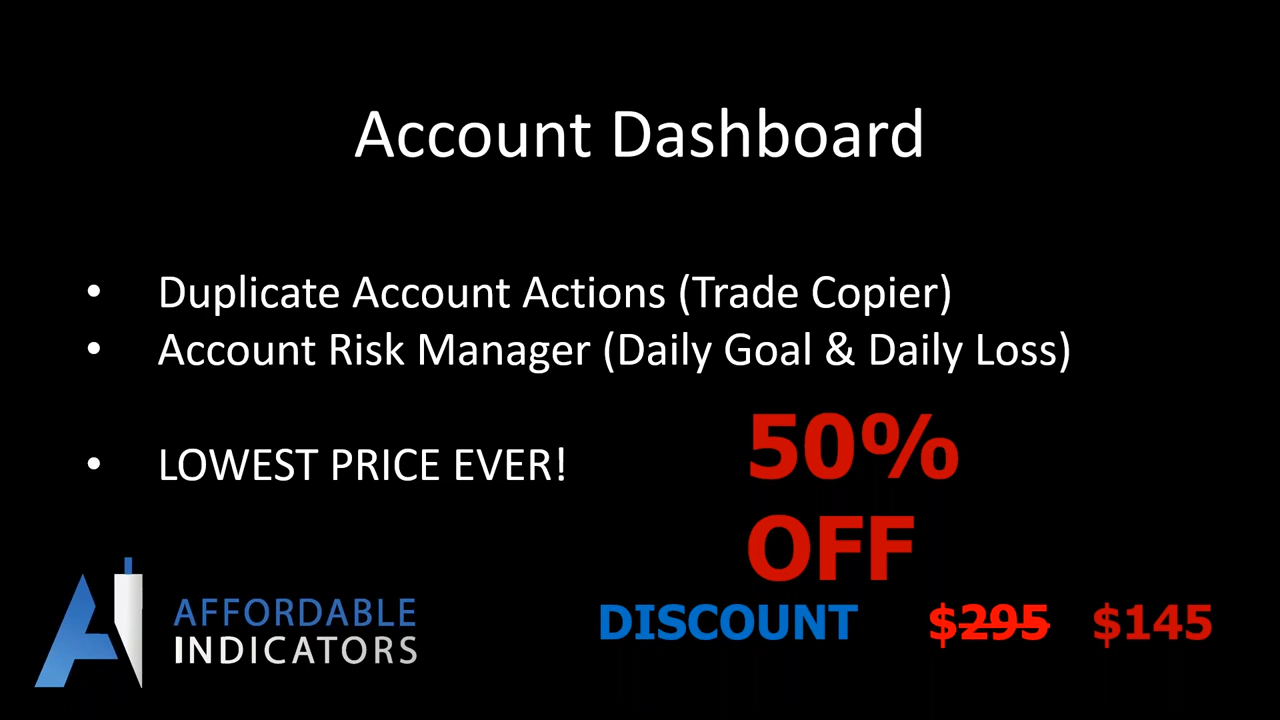 Account Dashboard
• Duplicate Account Actions (Trade Copier)
• Account Risk Manager (Daily Goal & Daily Loss)
• LOWEST PRICE EVER!
50%
OFF
DISCOUNT $295 $145
AFFORDABLE
INDICATORS